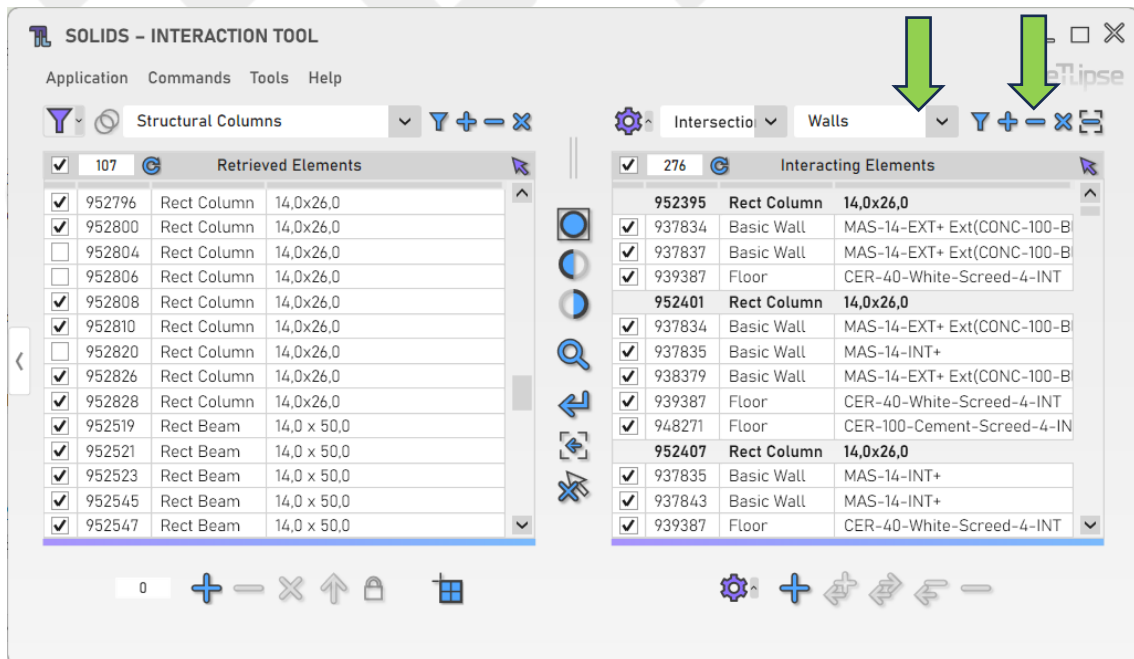 SOLIDS – INTERACTION TOOL
Application Commands Tools Help
eTLipse
Structural Columns
Intersectio Walls
107 Retrieved Elements
276 Interacting Elements
952796 Rect Column 14,0x26,0
952800 Rect Column 14,0x26,0
952804 Rect Column 14,0x26,0
952806 Rect Column 14,0x26,0
952808 Rect Column 14,0x26,0
952810 Rect Column 14,0x26,0
952820 Rect Column 14,0x26,0
952826 Rect Column 14,0x26,0
952828 Rect Column 14,0x26,0
952519 Rect Beam 14,0 x 50,0
952521 Rect Beam 14,0 x 50,0
952523 Rect Beam 14,0 x 50,0
952545 Rect Beam 14,0 x 50,0
952547 Rect Beam 14,0 x 50,0
952395 Rect Column 14,0x26,0
937834 Basic Wall MAS-14-EXT+ Ext(CONC-100-Bl
937837 Basic Wall MAS-14-EXT+ Ext(CONC-100-Bl
939387 Floor CER-40-White-Screed-4-INT
952401 Rect Column 14,0x26,0
937834 Basic Wall MAS-14-EXT+ Ext(CONC-100-Bl
937835 Basic Wall MAS-14-INT+
938379 Basic Wall MAS-14-EXT+ Ext(CONC-100-Bl
939387 Floor CER-40-White-Screed-4-INT
948271 Floor CER-100-Cement-Screed-4-IN
952407 Rect Column 14,0x26,0
937835 Basic Wall MAS-14-INT+
937843 Basic Wall MAS-14-INT+
939387 Floor CER-40-White-Screed-4-INT
0